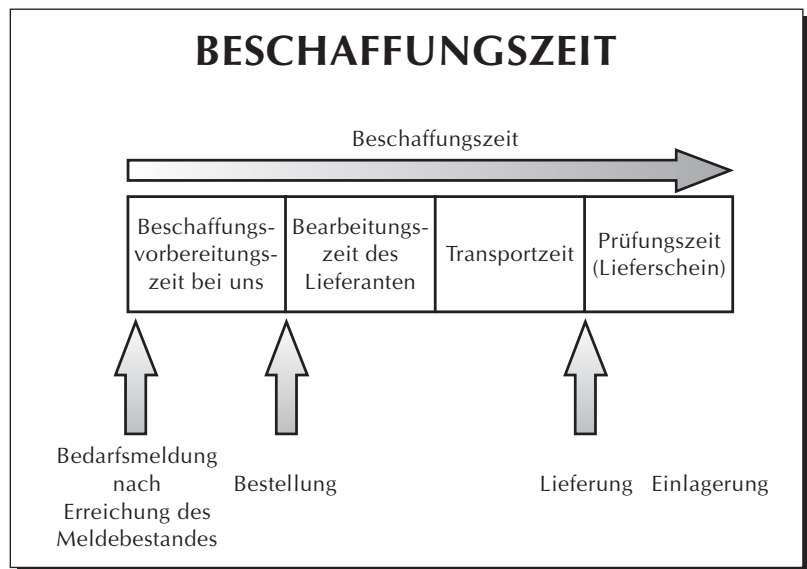 BESCHAFFUNGSZEIT
Beschaffungszeit
Beschaffungs-
vorbereitungs-
zeit bei uns
Bearbeitungs-
zeit des
Lieferanten
Transportzeit
Prüfungszeit
(Lieferschein)
Bedarfsmeldung
nach
Erreichung des
Meldebestandes
Bestellung
Lieferung
Einlagerung